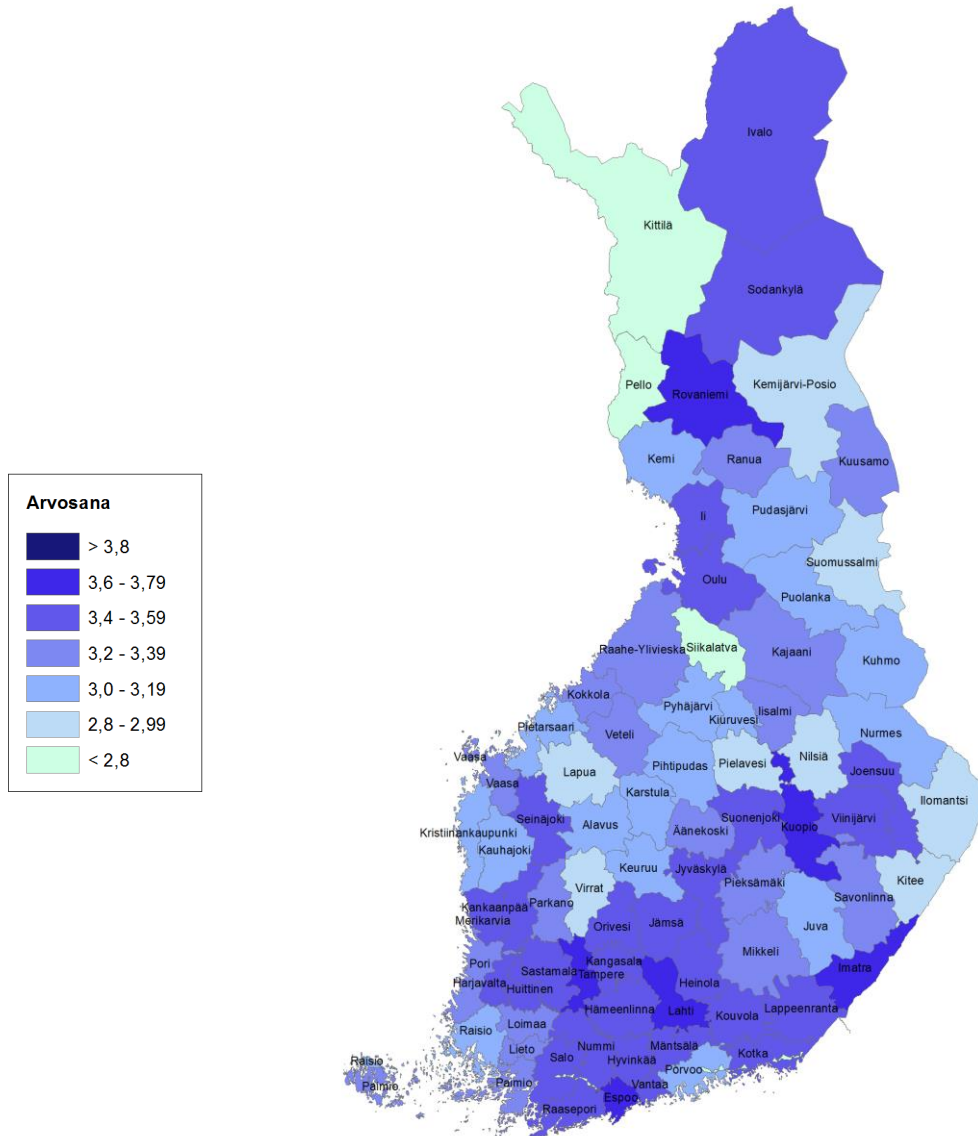 Ivalo
Kittilä
Sodankylä
Pello
Rovaniemi
Kemijärvi-Posio
Kemi
Ranua
Kuusamo
Arvosana
> 3,8
3,6 - 3,79
3,4 - 3,59
3,2 - 3,39
3,0 - 3,19
2,8 - 2,99
< 2,8
Ii
Pudasjärvi
Suomussalmi
Oulu
Puolanka
Raahe-Ylivieska
Siikalatva
Kajaani
Kuhmo
Kokkola
Pyhäjärvi
Kiuruvesi
Iisalmi
Pietarsaari
Veteli
Nurmes
Vaasa
Lapua
Pihtipudas
Pielavesi
Nilsiä
Joensuu
Vaasa
Karstula
Ilomantsi
Seinäjoki
Alavus
Äänekoski
Suonenjoki
Kuopio
Viinijärvi
Kristiinankaupunki
Kauhajoki
Keuruu
Jyväskylä
Pieksämäki
Kitee
Virrat
Savonlinna
Kankaanpää
Parkano
Merikarvia
Orivesi
Jämsä
Juva
Mikkeli
Pori
Sastamala
Kangasala
Tampere
Imatra
Harjavalta
Huittinen
Heinola
Hämeenlinna
Lahti
Kouvola
Lappeenranta
Raisio
Loimaa
Lieto
Nummi
Mäntsälä
Salo
Hyvinkää
Kotka
Raisio
Porvoo
Paimio
Paimio
Vantaa
Espoo
Raasepori